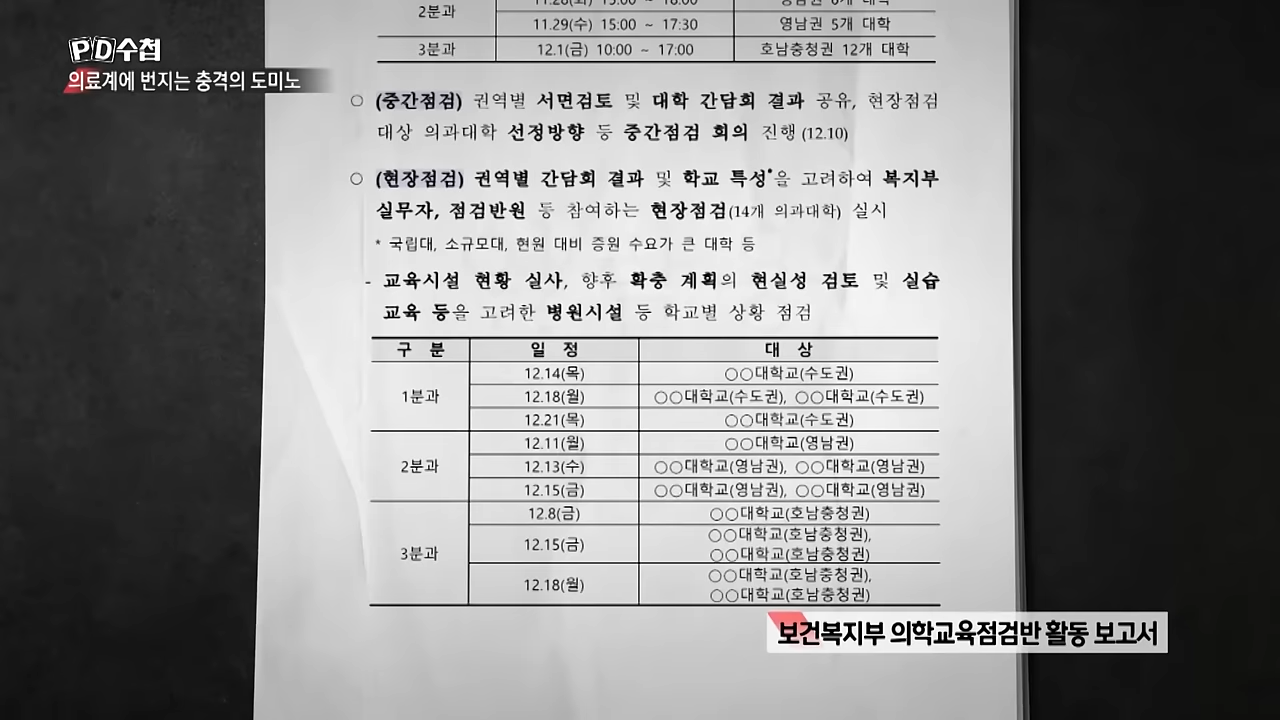 PD수첩
의료계에 번지는 충격의 도미노
2분과
11.28(화) 15:00 ~ 18:00
영남권 6개 대학
11.29(수) 15:00 ~ 17:30 영남권 5개 대학
3분과 12.1(금) 10:00 ~ 17:00 호남충청권 12개 대학
○ (중간점검) 권역별 서면검토 및 대학 간담회 결과 공유, 현장점검
대상 의과대학 선정방향 등 중간점검 회의 진행 (12.10)
○ (현장점검) 권역별 간담회 결과 및 학교 특성*을 고려하여 복지부
실무자, 점검반원 등 참여하는 현장점검(14개 의과대학) 실시
* 국립대, 소규모대, 현원 대비 증원 수요가 큰 대학 등
- 교육시설 현황 실사, 향후 확충 계획의 현실성 검토 및 실습
교육 등을 고려한 병원시설 등 학교별 상황 점검
구 분 일 정 대 상
1분과
12.14(목) ○○대학교(수도권)
12.18(월) ○○대학교(수도권), ○○대학교(수도권)
12.21(목) ○○대학교(수도권)
2분과
12.11(월) ○○대학교(영남권)
12.13(수) ○○대학교(영남권), ○○대학교(영남권)
12.15(금) ○○대학교(영남권), ○○대학교(영남권)
3분과
12.8(금) ○○대학교(호남충청권)
12.15(금) ○○대학교(호남충청권),
○○대학교(호남충청권)
12.18(월) ○○대학교(호남충청권),
○○대학교(호남충청권)
보건복지부 의학교육점검반 활동 보고서